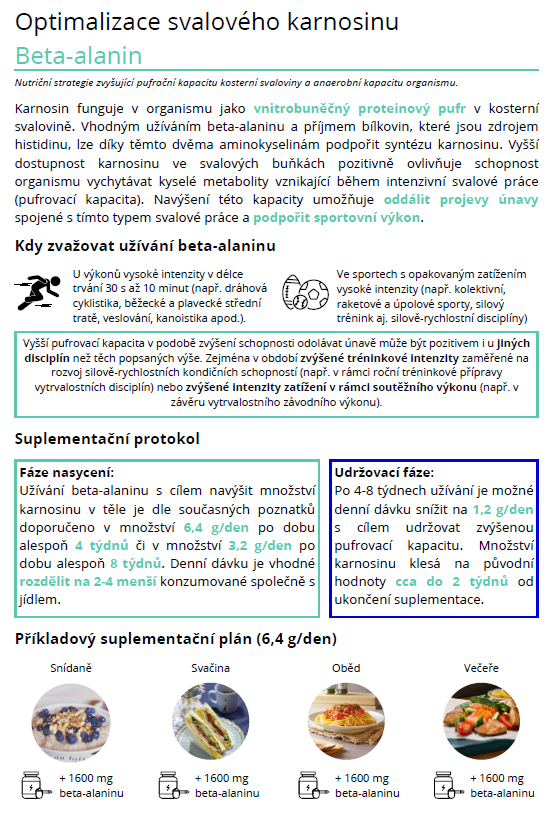 Optimalizace svalového karnosinu
Beta-alanin
Nutriční strategie zvyšující pufrační kapacitu kosterní svaloviny a anaerobní kapacitu organismu.
Karnosin funguje v organismu jako vnitrobuněčný proteinový pufr v kosterní
svalovině. Vhodným užíváním beta-alaninu a příjmem bílkovin, které jsou zdrojem
histidinu, lze díky těmto dvěma aminokyselinám podpořit syntézu karnosinu. Vyšší
dostupnost karnosinu ve svalových buňkách pozitivně ovlivňuje schopnost
organismu vychytávat kyselé metabolity vznikající během intenzivní svalové práce
(pufrovací kapacita). Navýšení této kapacity umožňuje oddálit projevy únavy
spojené s tímto typem svalové práce a podpořit sportovní výkon.
Kdy zvažovat užívání beta-alaninu
U výkonů vysoké intenzity v délce
trvání 30 s až 10 minut (např. dráhová
cyklistika, běžecké a plavecké střední
tratě, veslování, kanoistika apod.).
Ve sportech s opakovaným zatížením
vysoké intenzity (např. kolektivní,
raketové a úpolové sporty, silový
trénink aj. silově-rychlostní disciplíny)
Vyšší pufrovací kapacita v podobě zvýšení schopnosti odolávat únavě může být pozitivem i u jiných
disciplín než těch popsaných výše. Zejména v období zvýšené tréninkové intenzity zaměřené na
rozvoj silově-rychlostních kondičních schopností (např. v rámci roční tréninkové přípravy
vytrvalostních disciplín) nebo zvýšené intenzity zatížení v rámci soutěžního výkonu (např. v
závěru vytrvalostního závodního výkonu).
Suplementační protokol
Fáze nasycení:
Užívání beta-alaninu s cílem navýšit množství
karnosinu v těle je dle současných poznatků
doporučeno v množství 6,4 g/den po dobu
alespoň 4 týdnů či v množství 3,2 g/den po
dobu alespoň 8 týdnů. Denní dávku je vhodné
rozdělit na 2-4 menší konzumované společně s
jídlem.
Udržovací fáze:
Po 4-8 týdnech užívání je možné
denní dávku snížit na 1,2 g/den
s cílem udržovat zvýšenou
pufrovací kapacitu. Množství
karnosinu klesá na původní
hodnoty cca do 2 týdnů od
ukončení suplementace.
Příkladový suplementační plán (6,4 g/den)
Snídaně
Svačina
Oběd
Večeře
+ 1600 mg
beta-alaninu
+ 1600 mg
beta-alaninu
+ 1600 mg
beta-alaninu
+ 1600 mg
beta-alaninu